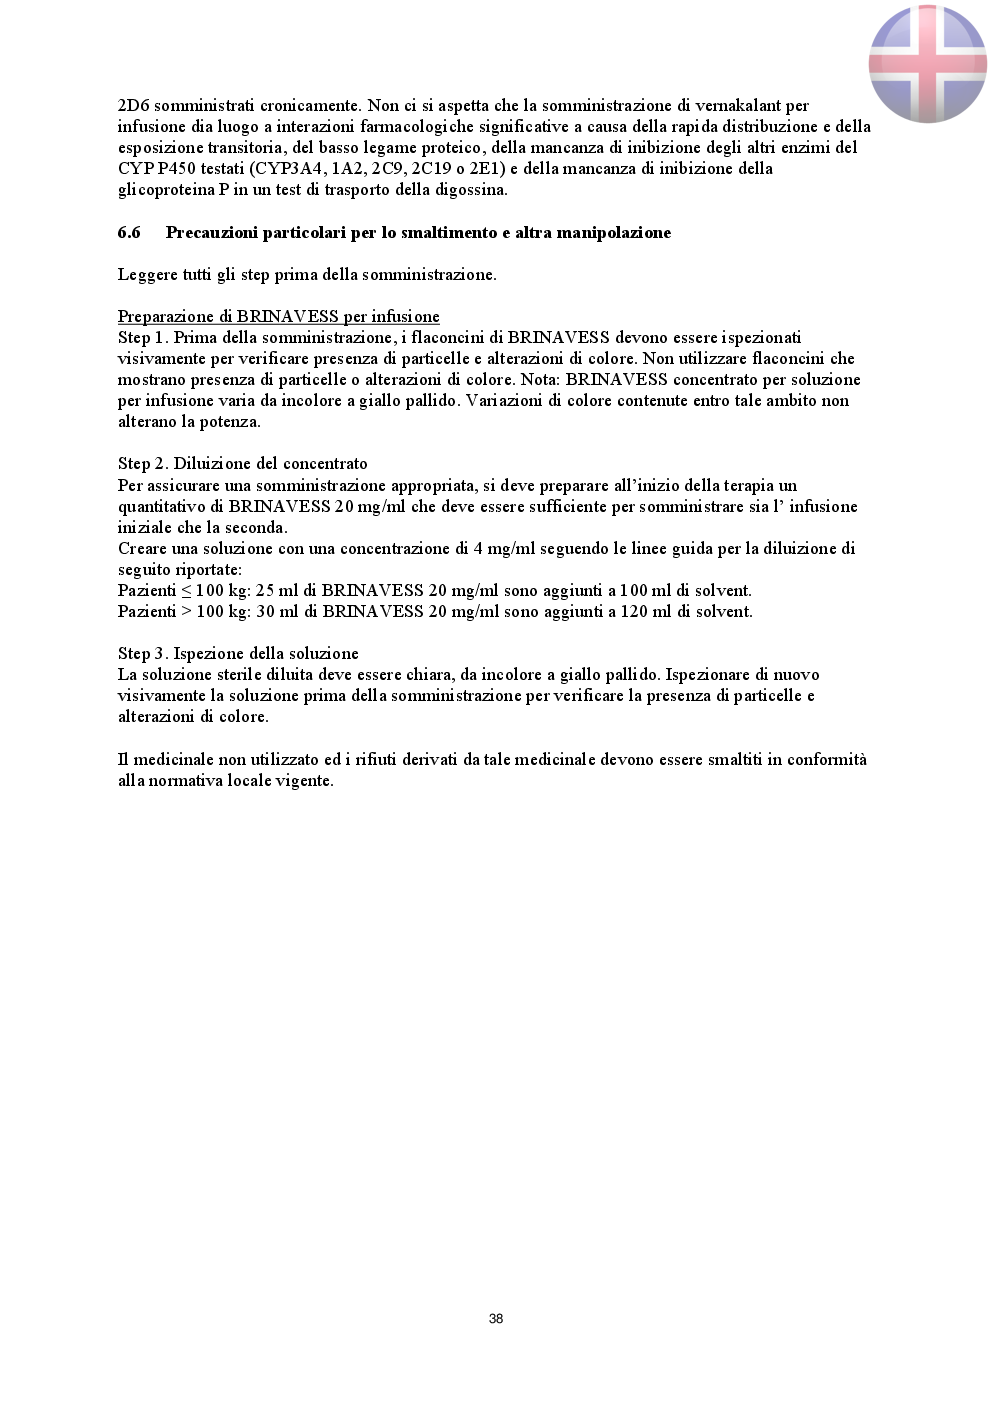 2D6 somministrati cronicamente. Non ci si aspetta che la somministrazione di vernakalant per
infusione dia luogo a interazioni farmacologiche significative a causa della rapida distribuzione e della
esposizione transitoria, del basso legame proteico, della mancanza di inibizione degli altri enzimi del
CYP P450 testati (CYP3A4, 1A2, 2C9, 2C19 o 2E1) e della mancanza di inibizione della
glicoproteina P in un test di trasporto della digossina.
6.6 Precauzioni particolari per lo smaltimento e altra manipolazione
Leggere tutti gli step prima della somministrazione.
Preparazione di BRINAVESS per infusione
Step 1. Prima della somministrazione, i flaconcini di BRINAVESS devono essere ispezionati
visivamente per verificare presenza di particelle e alterazioni di colore. Non utilizzare flaconcini che
mostrano presenza di particelle o alterazioni di colore. Nota: BRINAVESS concentrato per soluzione
per infusione varia da incolore a giallo pallido. Variazioni di colore contenute entro tale ambito non
alterano la potenza.
Step 2. Diluizione del concentrato
Per assicurare una somministrazione appropriata, si deve preparare all’inizio della terapia un
quantitativo di BRINAVESS 20 mg/ml che deve essere sufficiente per somministrare sia l’ infusione
iniziale che la seconda.
Creare una soluzione con una concentrazione di 4 mg/ml seguendo le linee guida per la diluizione di
seguito riportate:
Pazienti ≤ 100 kg: 25 ml di BRINAVESS 20 mg/ml sono aggiunti a 100 ml di solvent.
Pazienti > 100 kg: 30 ml di BRINAVESS 20 mg/ml sono aggiunti a 120 ml di solvent.
Step 3. Ispezione della soluzione
La soluzione sterile diluita deve essere chiara, da incolore a giallo pallido. Ispezionare di nuovo
visivamente la soluzione prima della somministrazione per verificare la presenza di particelle e
alterazioni di colore.
Il medicinale non utilizzato ed i rifiuti derivati da tale medicinale devono essere smaltiti in conformità
alla normativa locale vigente.
38